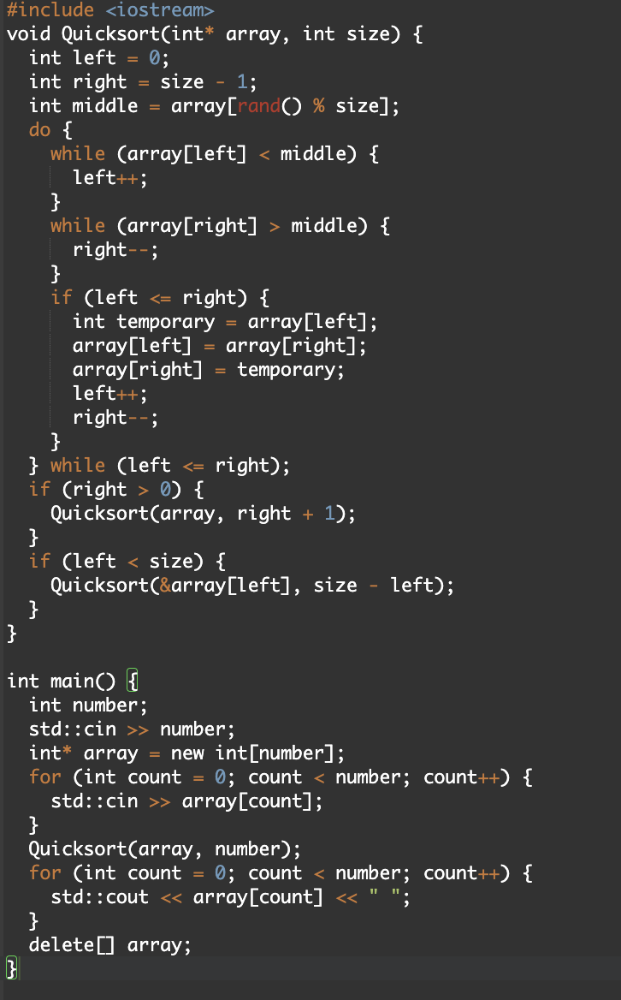 #include <iostream>
void Quicksort(int* array, int size) {
  int left = 0;
  int right = size - 1;
  int middle = array[rand() % size];
  do {
    while (array[left] < middle) {
      left++;
    }
    while (array[right] > middle) {
      right--;
    }
    if (left <= right) {
      int temporary = array[left];
      array[left] = array[right];
      array[right] = temporary;
      left++;
      right--;
    }
  } while (left <= right);
  if (right > 0) {
    Quicksort(array, right + 1);
  }
  if (left < size) {
    Quicksort(&array[left], size - left);
  }
}

int main() {
  int number;
  std::cin >> number;
  int* array = new int[number];
  for (int count = 0; count < number; count++) {
    std::cin >> array[count];
  }
  Quicksort(array, number);
  for (int count = 0; count < number; count++) {
    std::cout << array[count] << " ";
  }
  delete[] array;
}